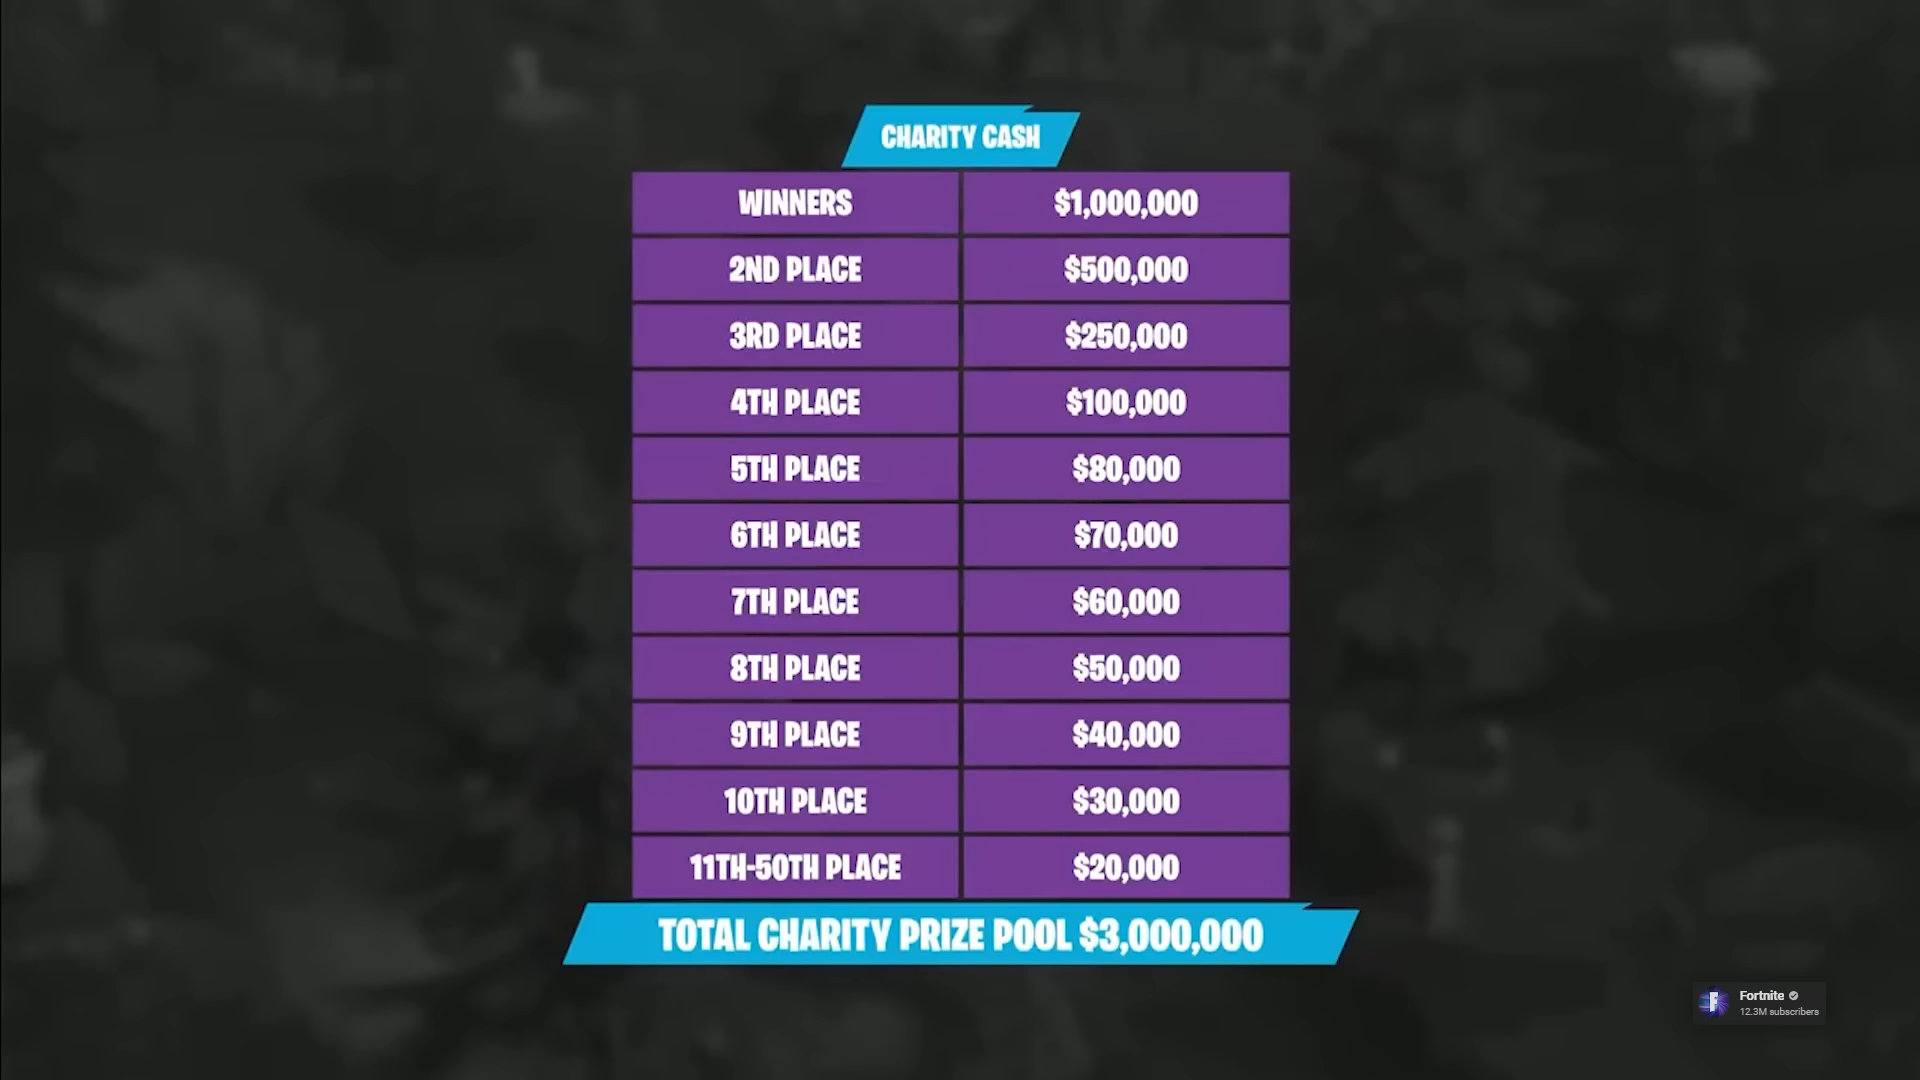 CHARITY CASH
WINNERS $1,000,000
2ND PLACE $500,000
3RD PLACE $250,000
4TH PLACE $100,000
5TH PLACE $80,000
6TH PLACE $70,000
7TH PLACE $60,000
8TH PLACE $50,000
9TH PLACE $40,000
10TH PLACE $30,000
11TH-50TH PLACE $20,000
TOTAL CHARITY PRIZE POOL $3,000,000
Fortnite
12.3M subscribers